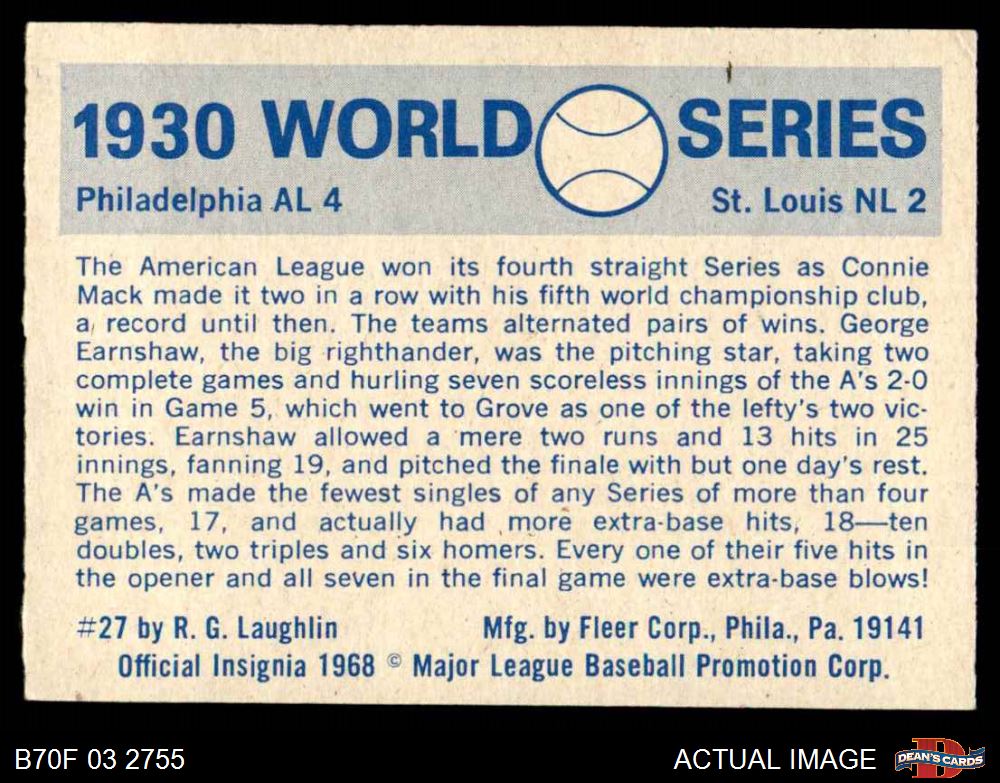 1930 WORLD SERIES
Philadelphia AL 4 St. Louis NL 2
The American League won its fourth straight Series as Connie
Mack made it two in a row with his fifth world championship club,
a record until then. The teams alternated pairs of wins. George
Earnshaw, the big righthander, was the pitching star, taking two
complete games and hurling seven scoreless innings of the A's 2-0
win in Game 5, which went to Grove as one of the lefty's two vic-
tories. Earnshaw allowed a mere two runs and 13 hits in 25
innings, fanning 19, and pitched the finale with but one day's rest.
The A's made the fewest singles of any Series of more than four
games, 17, and actually had more extra-base hits, 18—ten
doubles, two triples and six homers. Every one of their five hits in
the opener and all seven in the final game were extra-base blows!
#27 by R. G. Laughlin Mfg. by Fleer Corp., Phila., Pa. 19141
Official Insignia 1968 © Major League Baseball Promotion Corp.
B70F 03 2755 ACTUAL IMAGE D DEAN'S CARDS